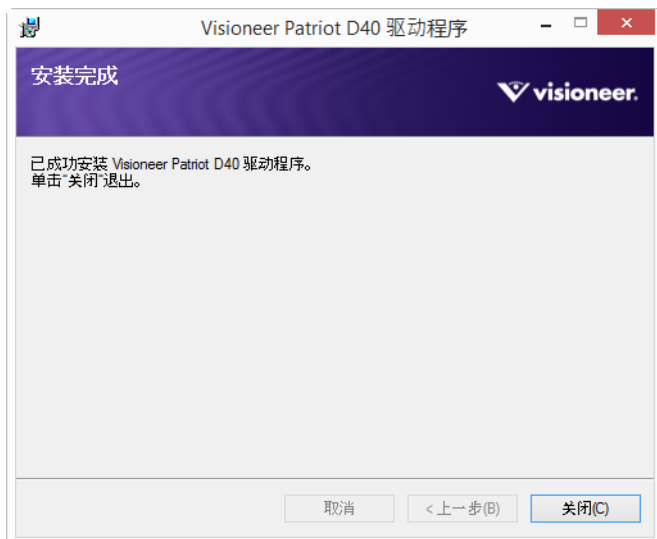 Visioneer Patriot D40 驱动程序
安装完成
visioneer.
已成功安装 Visioneer Patriot D40 驱动程序。
单击"关闭"退出。
取消
<上一步(B)
关闭(C)